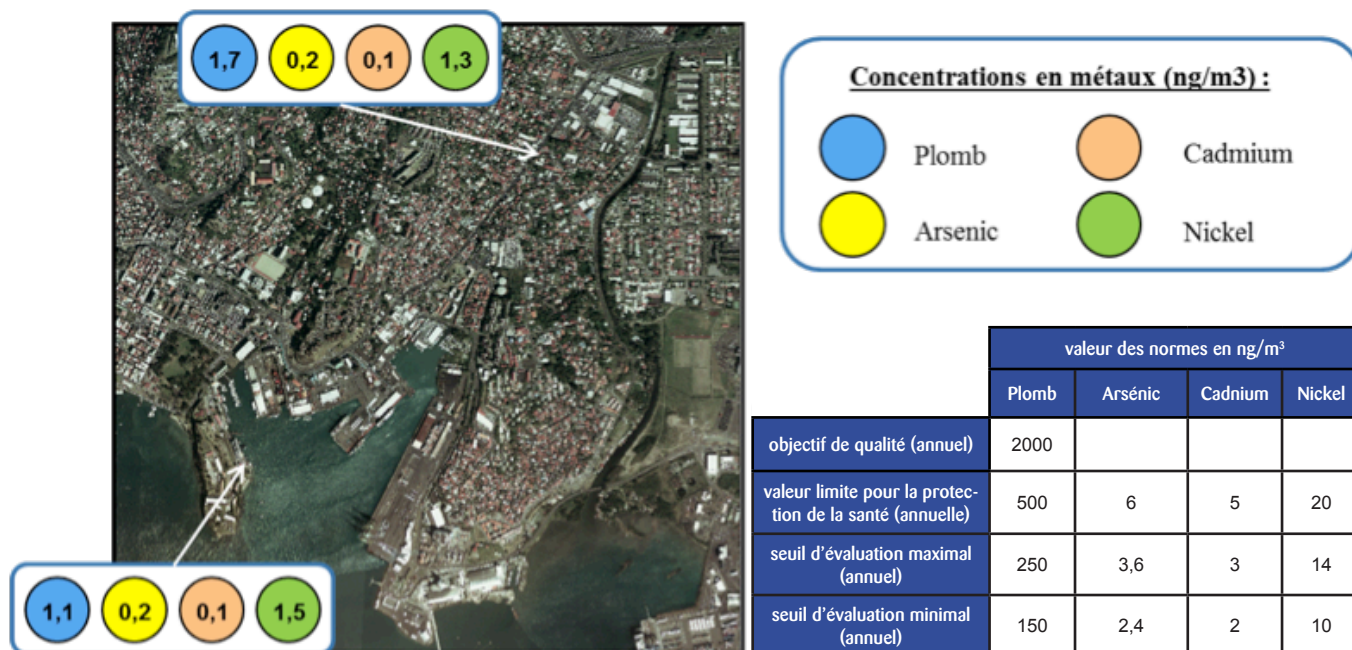 1,7 0,2 0,1 1,3
Concentrations en métaux (ng/m3) :
Plomb Cadmium
Arsenic Nickel
1,1 0,2 0,1 1,5
valeur des normes en ng/m³
Plomb Arsénic Cadnium Nickel
objectif de qualité (annuel) 2000
valeur limite pour la protec-
tion de la santé (annuelle) 500 6 5 20
seuil d'évaluation maximal
(annuel) 250 3,6 3 14
seuil d'évaluation minimal
(annuel) 150 2,4 2 10